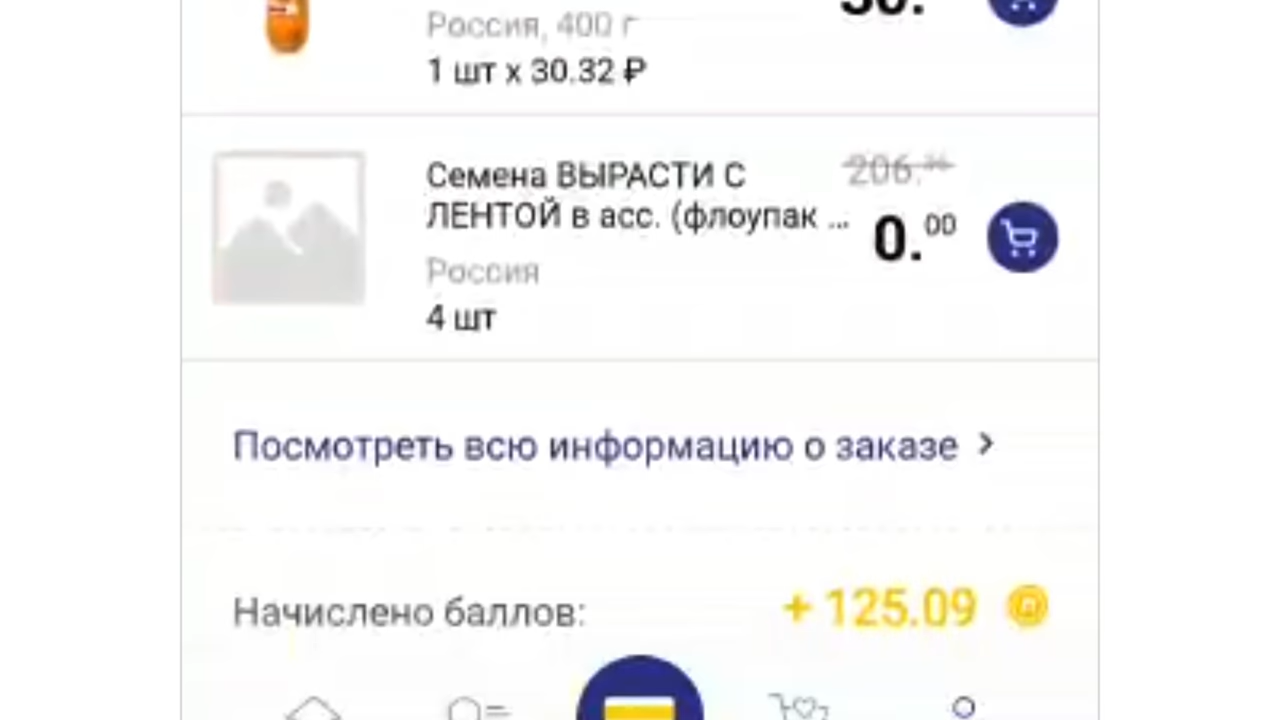 Россия, 400 г
1 шт x 30.32 ₽
Семена ВЫРАСТИ С
ЛЕНТОЙ в асс. (флоупак ...
206.
0.00
Россия
4 шт
Посмотреть всю информацию о заказе >
Начислено баллов:
+ 125.09